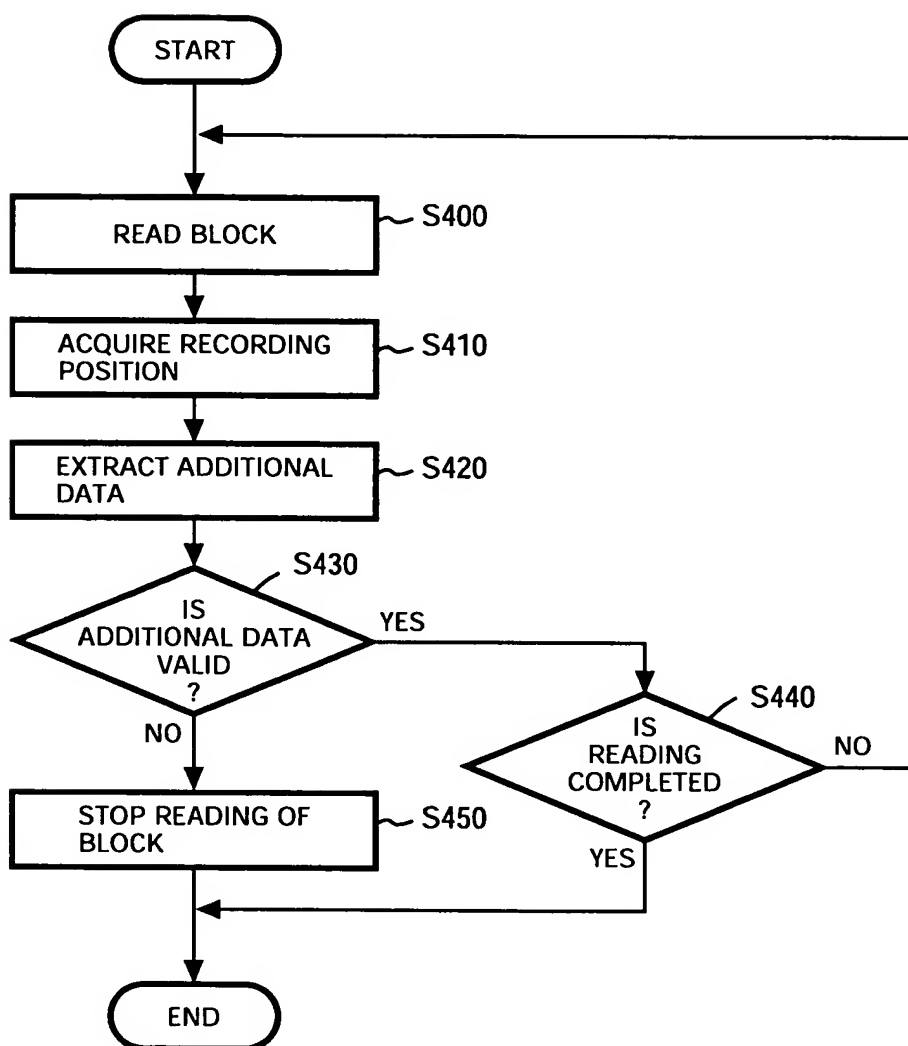 START
READ BLOCK
S400
ACQUIRE RECORDING
POSITION
S410
EXTRACT ADDITIONAL
DATA
S420
S430
IS
ADDITIONAL DATA
VALID
?
YES
NO
S440
IS
READING
COMPLETED
?
NO
YES
STOP READING OF
BLOCK
S450
END